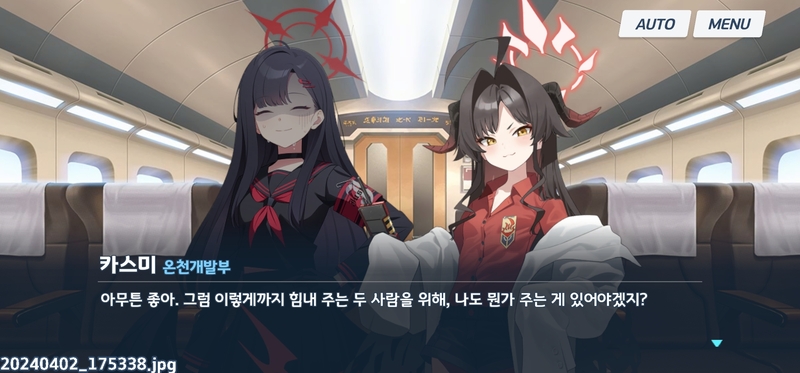 AUTO MENU
카스미 온천개발부
아무튼 좋아. 그럼 이렇게까지 힘내 주는 두 사람을 위해, 나도 뭔가 주는 게 있어야겠지?
20240402_175338.jpg